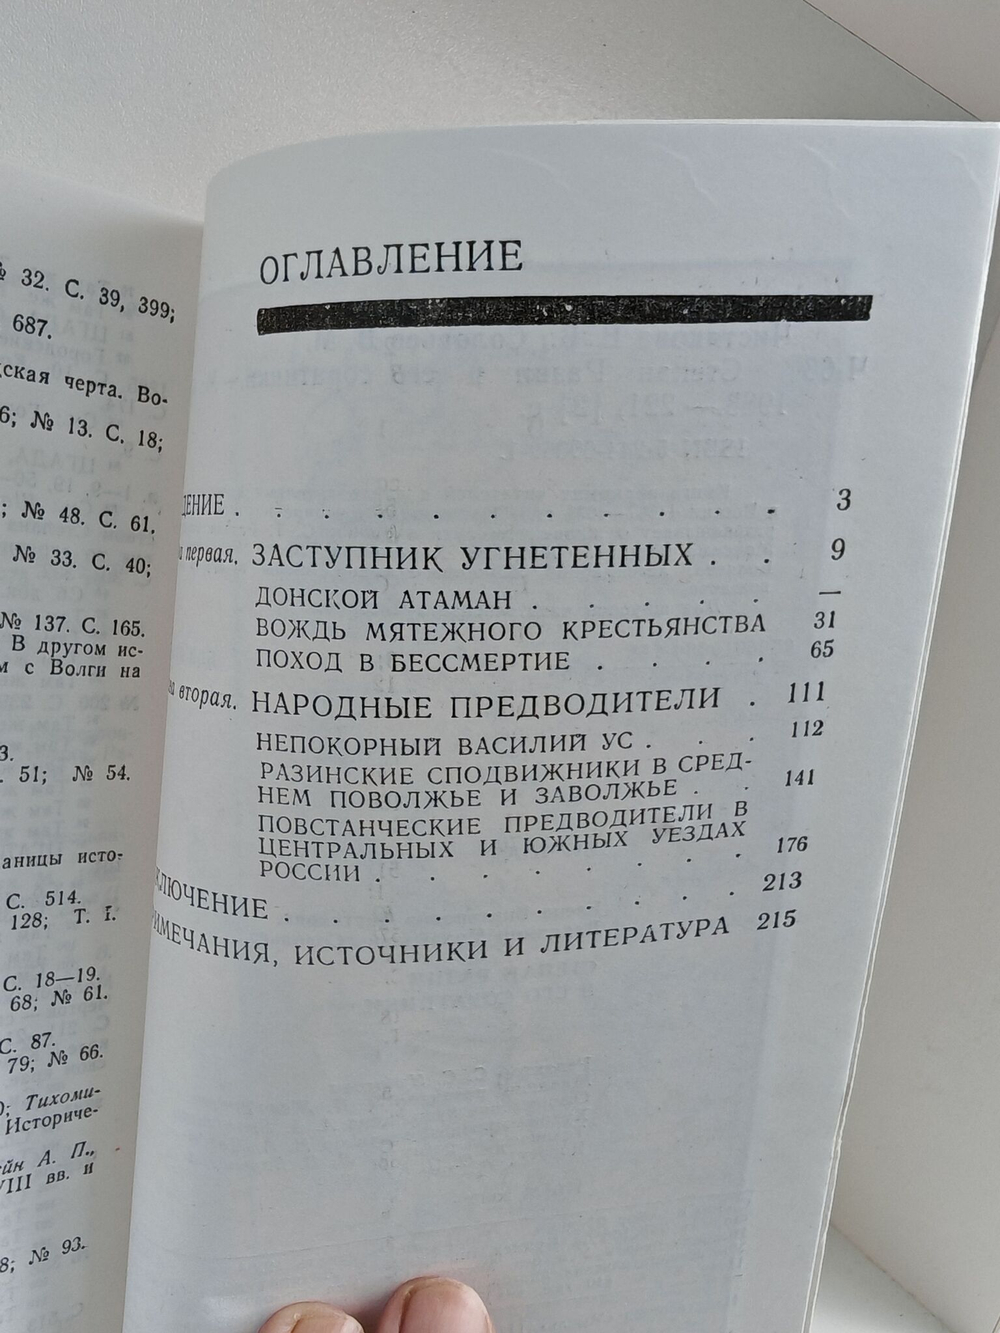 № 32. С. 39, 399;
687.
ская черта. Во-
6; № 13. С. 18;
; № 48. С. 61.
№ 33. С. 40;
№ 137. С. 165.
В другом ис-
м с Волги на
3.
. 51; № 54.
аницы исто-
С. 514.
128; Т. I.
С. 18—19.
68; № 61.
С. 87.
79; № 66.
); Тихоми-
Историче-
ейн А. П.,
VIII вв. и
8; № 93.
ОГЛАВЛЕНИЕ
ДЕНИЕ . . . . . . . . . . . 3
а первая. ЗАСТУПНИК УГНЕТЕННЫХ . . 9
ДОНСКОЙ АТАМАН . . . . . —
ВОЖДЬ МЯТЕЖНОГО КРЕСТЬЯНСТВА 31
ПОХОД В БЕССМЕРТИЕ . . . . 65
ва вторая. НАРОДНЫЕ ПРЕДВОДИТЕЛИ . 111
НЕПОКОРНЫЙ ВАСИЛИЙ УС . . . 112
РАЗИНСКИЕ СПОДВИЖНИКИ В СРЕД-
НЕМ ПОВОЛЖЬЕ И ЗАВОЛЖЬЕ . . 141
ПОВСТАНЧЕСКИЕ ПРЕДВОДИТЕЛИ В
ЦЕНТРАЛЬНЫХ И ЮЖНЫХ УЕЗДАХ
РОССИИ . . . . . . . . 176
КЛЮЧЕНИЕ . . . . . . . . . 213
ИМЕЧАНИЯ, ИСТОЧНИКИ И ЛИТЕРАТУРА 215